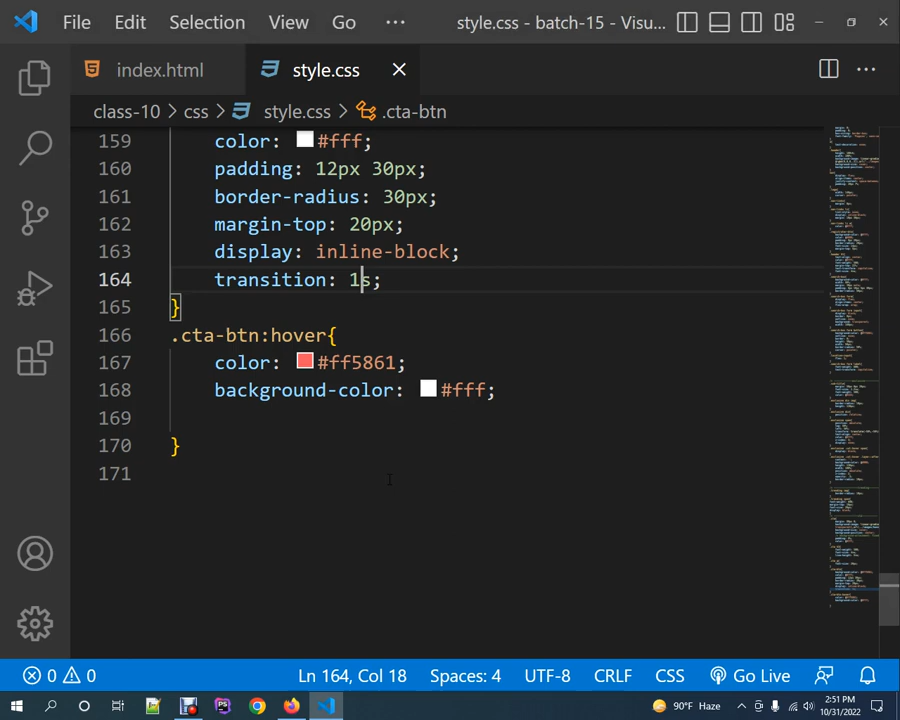 File Edit Selection View Go ··· style.css - batch-15 - Visu...
index.html style.css
class-10 > css > style.css > .cta-btn
159 color: #fff;
160 padding: 12px 30px;
161 border-radius: 30px;
162 margin-top: 20px;
163 display: inline-block;
164 transition: 1s;
165 }
166 .cta-btn:hover{
167 color: #ff5861;
168 background-color: #fff;
169
170 }
171
0 0 Ln 164, Col 18 Spaces: 4 UTF-8 CRLF CSS Go Live
PS 90°F Haze 2:51 PM
10/31/2022